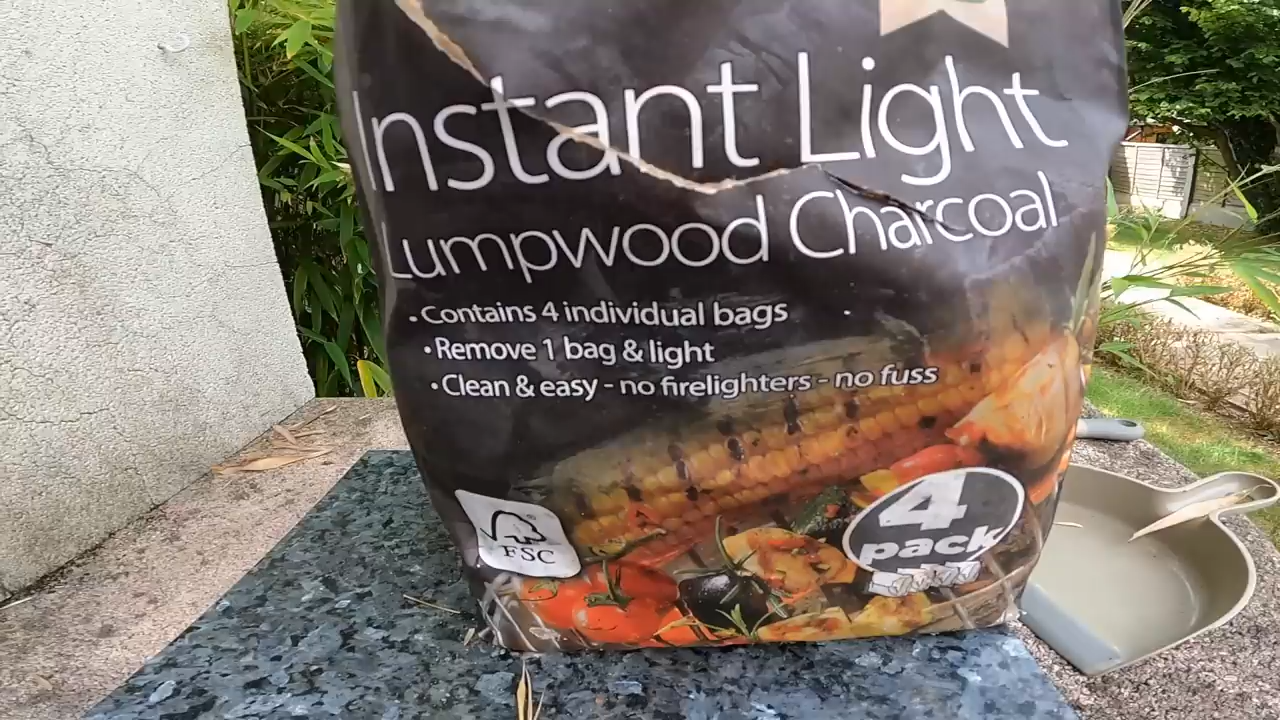 Instant Light
Lumpwood Charcoal
• Contains 4 individual bags
• Remove 1 bag & light
• Clean & easy - no firelighters - no fuss
FSC
4
pack